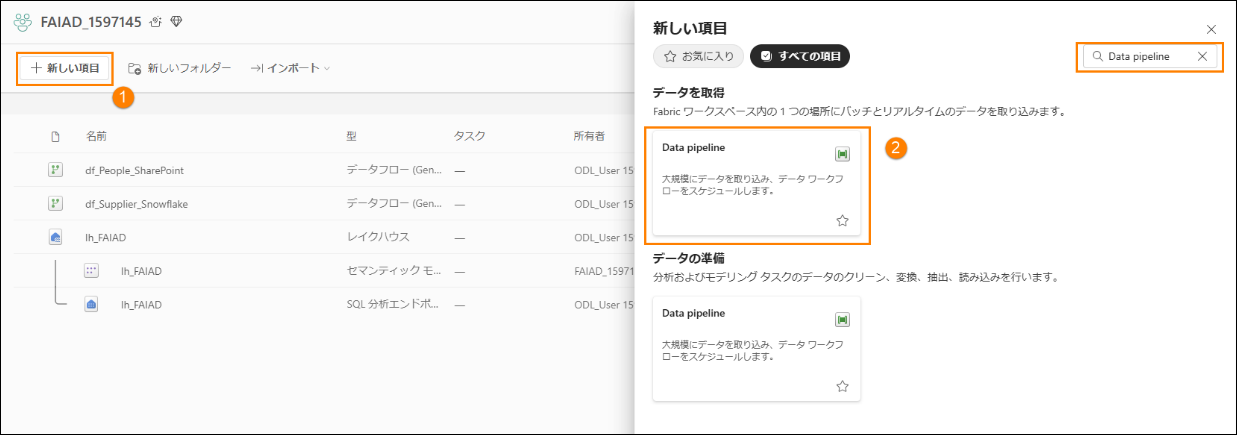 FAIAD_1597145
+ 新しい項目
新しいフォルダー
インポート
1
名前 型 タスク 所有者
df_People_SharePoint データフロー (Gen... — ODL_User 15
df_Supplier_Snowflake データフロー (Gen... — ODL_User 15
lh_FAIAD レイクハウス — ODL_User 15
lh_FAIAD セマンティック モ... — FAIAD_15971
lh_FAIAD SQL 分析エンドポ... — ODL_User 15
新しい項目
お気に入り
すべての項目
Data pipeline
データを取得
Fabric ワークスペース内の 1 つの場所にバッチとリアルタイムのデータを取り込みます。
Data pipeline
2
大規模にデータを取り込み、データ ワークフ
ローをスケジュールします。
データの準備
分析およびモデリング タスクのデータのクリーン、変換、抽出、読み込みを行います。
Data pipeline
大規模にデータを取り込み、データ ワークフ
ローをスケジュールします。